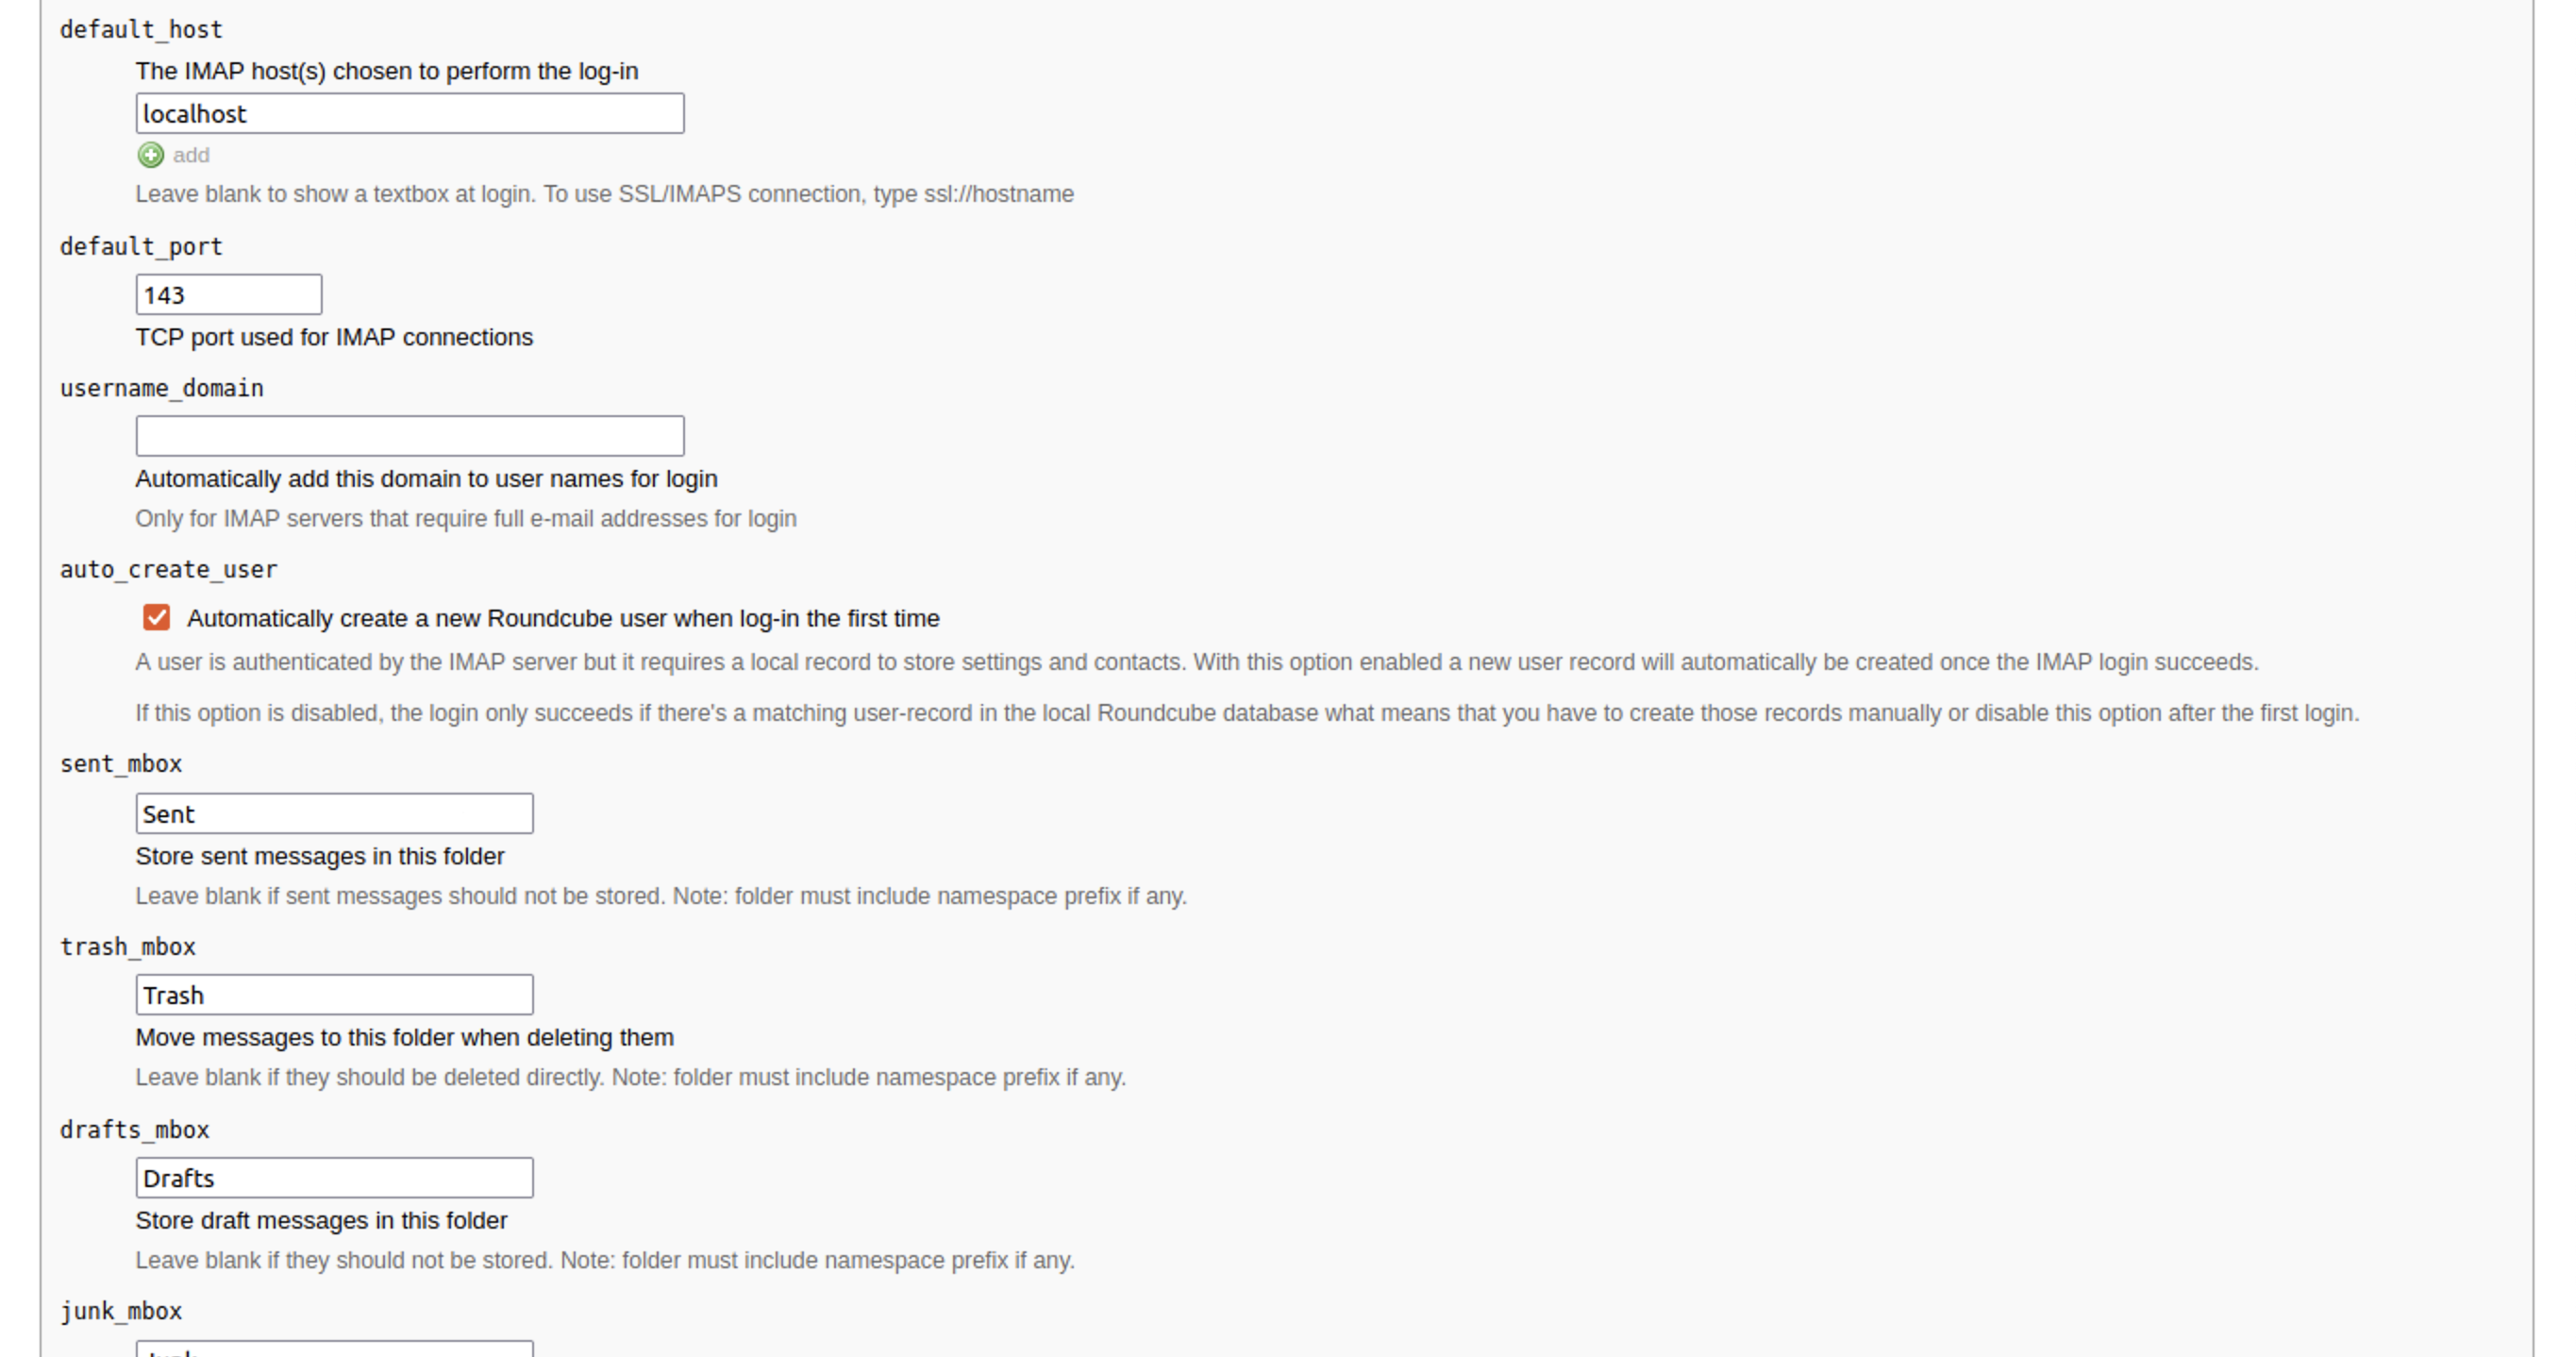 default_host
The IMAP host(s) chosen to perform the log-in
localhost
add
Leave blank to show a textbox at login. To use SSL/IMAPS connection, type ssl://hostname
default_port
143
TCP port used for IMAP connections
username_domain
Automatically add this domain to user names for login
Only for IMAP servers that require full e-mail addresses for login
auto_create_user
Automatically create a new Roundcube user when log-in the first time
A user is authenticated by the IMAP server but it requires a local record to store settings and contacts. With this option enabled a new user record will automatically be created once the IMAP login succeeds.
If this option is disabled, the login only succeeds if there's a matching user-record in the local Roundcube database what means that you have to create those records manually or disable this option after the first login.
sent_mbox
Sent
Store sent messages in this folder
Leave blank if sent messages should not be stored. Note: folder must include namespace prefix if any.
trash_mbox
Trash
Move messages to this folder when deleting them
Leave blank if they should be deleted directly. Note: folder must include namespace prefix if any.
drafts_mbox
Drafts
Store draft messages in this folder
Leave blank if they should not be stored. Note: folder must include namespace prefix if any.
junk_mbox